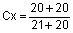 Cx = 20 + 20 / 21 + 20